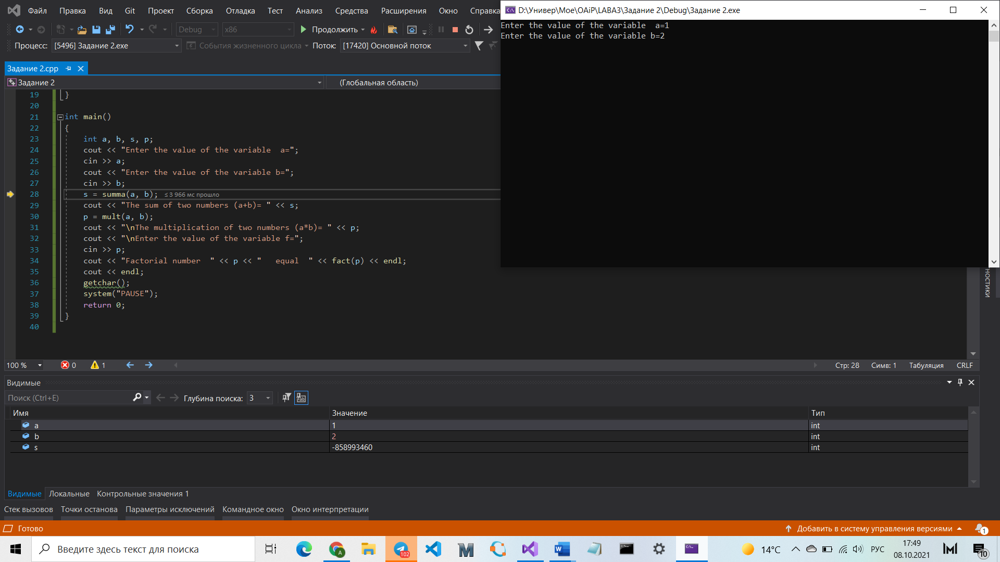 Файл Правка Вид Git Проект Сборка Отладка Тест Анализ Средства Расширения Окно Справка
D:\Универ\Мое\OAiP\LABA3\Задание 2\Debug\Задание 2.exe
Debug x86 Продолжить
Процесс: [5496] Задание 2.exe События жизненного цикла Поток: [17420] Основной поток
Enter the value of the variable  a=1
Enter the value of the variable b=2
Задание 2.cpp
Задание 2 (Глобальная область)
19 }
20
21 int main()
22 {
23 int a, b, s, p;
24 cout << "Enter the value of the variable  a=";
25 cin >> a;
26 cout << "Enter the value of the variable b=";
27 cin >> b;
28 s = summa(a, b); ≤ 3 966 мс прошло
29 cout << "The sum of two numbers (a+b)= " << s;
30 p = mult(a, b);
31 cout << "\nThe multiplication of two numbers (a*b)= " << p;
32 cout << "\nEnter the value of the variable f=";
33 cin >> p;
34 cout << "Factorial number  " << p << "   equal  " << fact(p) << endl;
35 cout << endl;
36 getchar();
37 system("PAUSE");
38 return 0;
39 }
40
ностики
100 % 0 1 Стр: 28 Симв: 1 Табуляция CRLF
Видимые
Поиск (Ctrl+E) Глубина поиска: 3
Имя Значение Тип
a 1 int
b 2 int
s -858993460 int
Видимые Локальные Контрольные значения 1
Стек вызовов Точки останова Параметры исключений Командное окно Окно интерпретации
Готово Добавить в систему управления версиями 1
Введите здесь текст для поиска 102 14°C РУС 17:49
08.10.2021 10